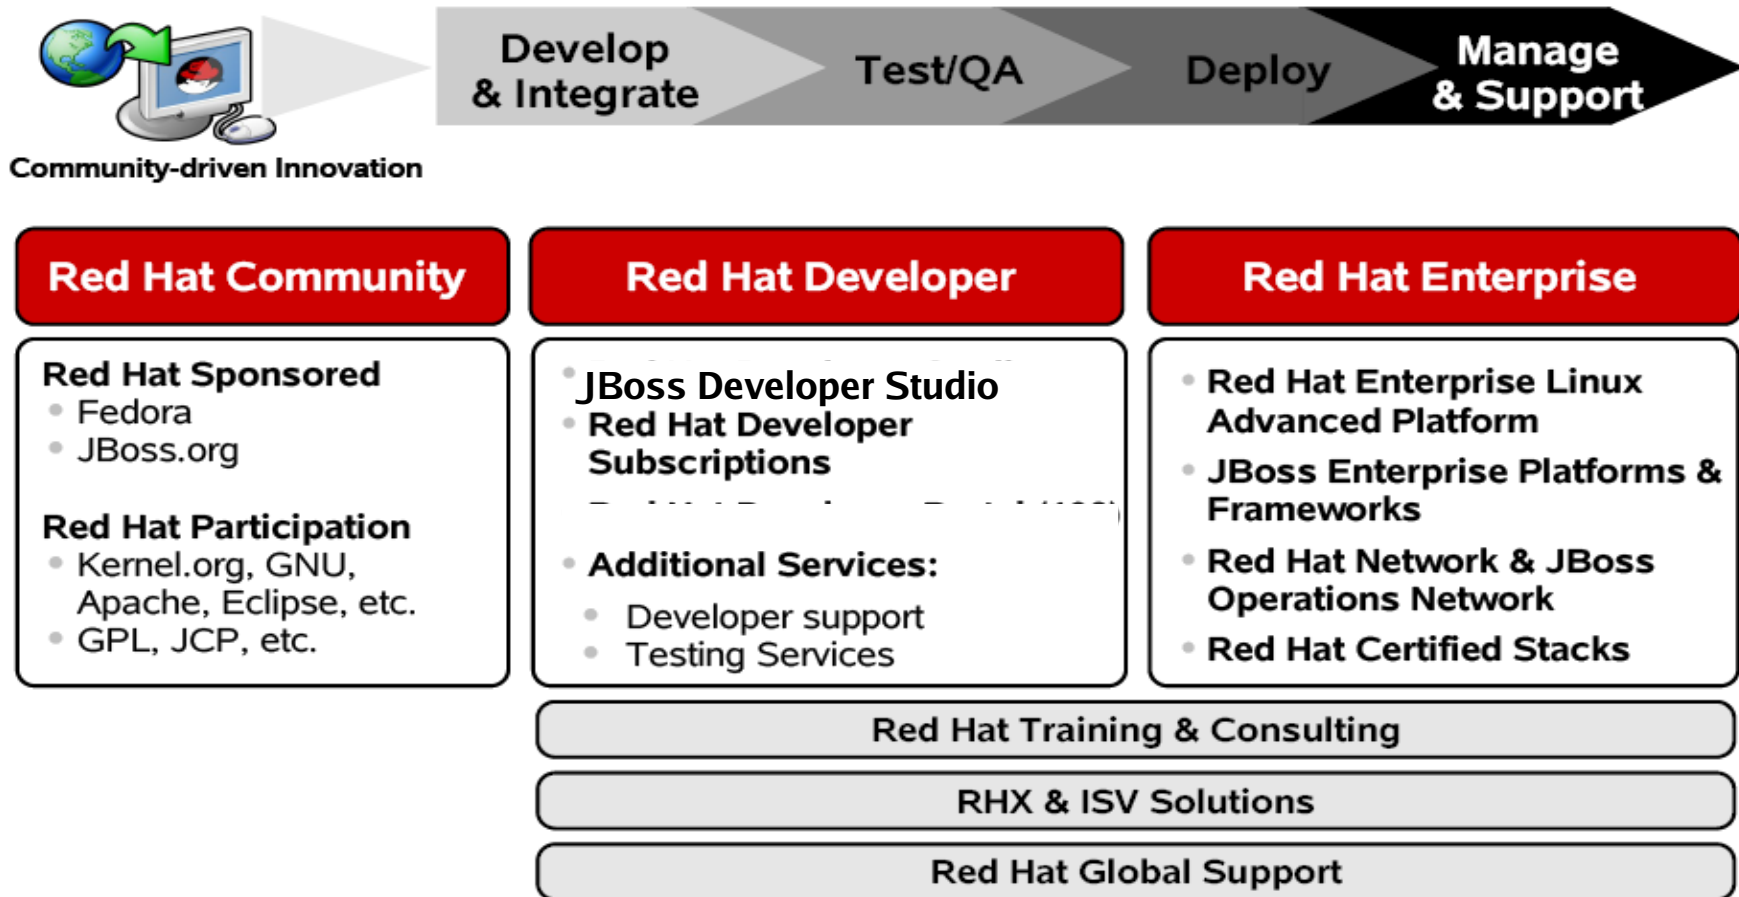 Develop
& Integrate
Test/QA
Deploy
Manage
& Support
Community-driven Innovation
Red Hat Community
Red Hat Sponsored
Fedora
JBoss.org
Red Hat Participation
Kernel.org, GNU,
Apache, Eclipse, etc.
GPL, JCP, etc.
Red Hat Developer
JBoss Developer Studio
Red Hat Developer
Subscriptions
Additional Services:
Developer support
Testing Services
Red Hat Enterprise
Red Hat Enterprise Linux
Advanced Platform
JBoss Enterprise Platforms &
Frameworks
Red Hat Network & JBoss
Operations Network
Red Hat Certified Stacks
Red Hat Training & Consulting
RHX & ISV Solutions
Red Hat Global Support